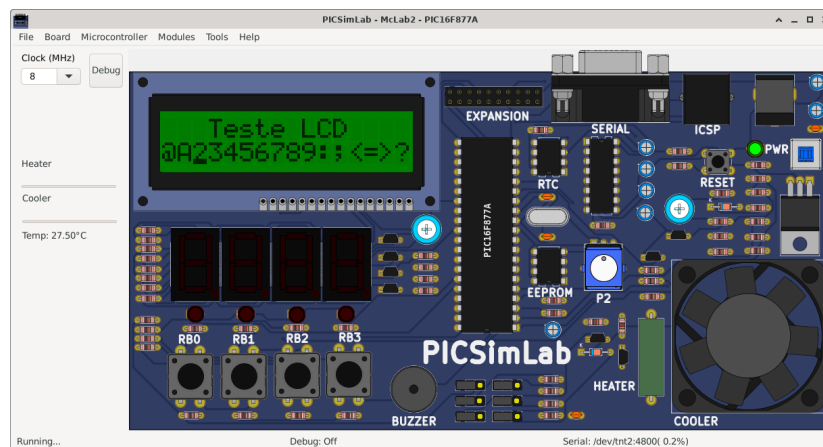 PICSimLab - McLab2 - PIC16F877A
File Board Microcontroller Modules Tools Help
Clock (MHz)
8
Debug
Heater
Cooler
Temp: 27.50°C
Teste LCD
@A23456789:;<=>?
EXPANSION
SERIAL
ICSP
PWR
RESET
RTC
PIC16F877A
EEPROM
P2
RB0
RB1
RB2
RB3
PICSimLab
HEATER
BUZZER
COOLER
Running...
Debug: Off
Serial: /dev/tnt2:4800( 0.2%)